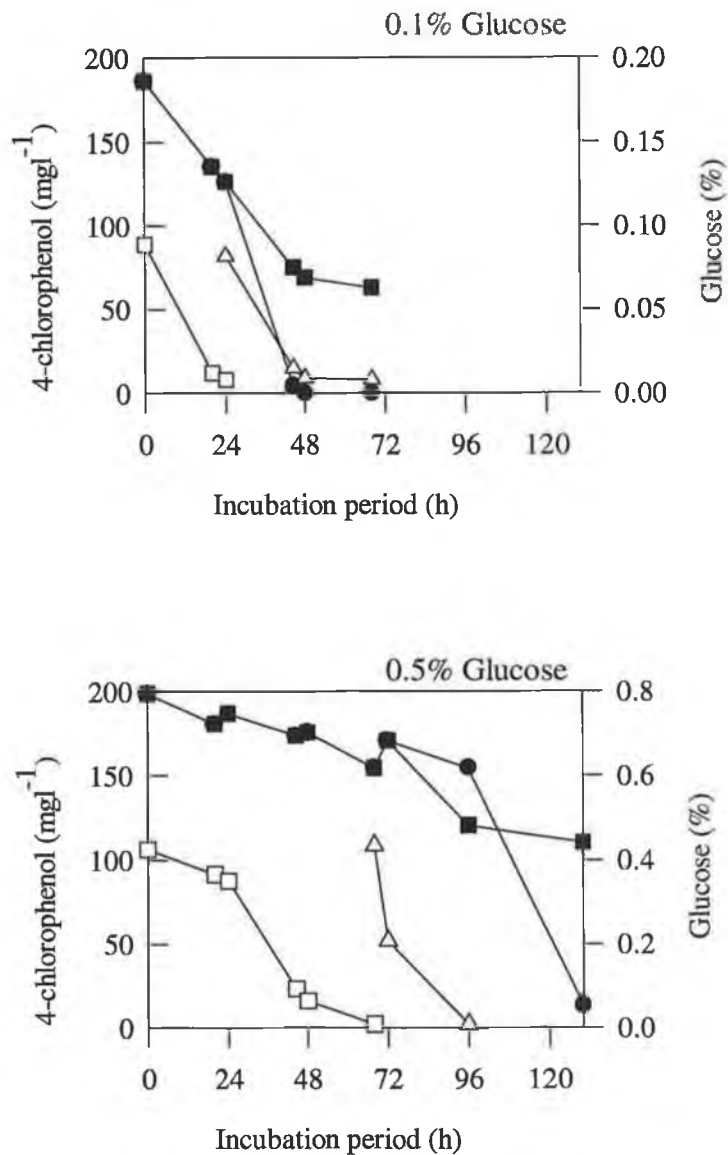 0.1% Glucose
200
150
100
50
0
4-chlorophenol (mgl⁻¹)
0.20
0.15
0.10
0.05
0.00
Glucose (%)
0 24 48 72 96 120
Incubation period (h)
0.5% Glucose
200
150
100
50
0
4-chlorophenol (mgl⁻¹)
0.8
0.6
0.4
0.2
0.0
Glucose (%)
0 24 48 72 96 120
Incubation period (h)